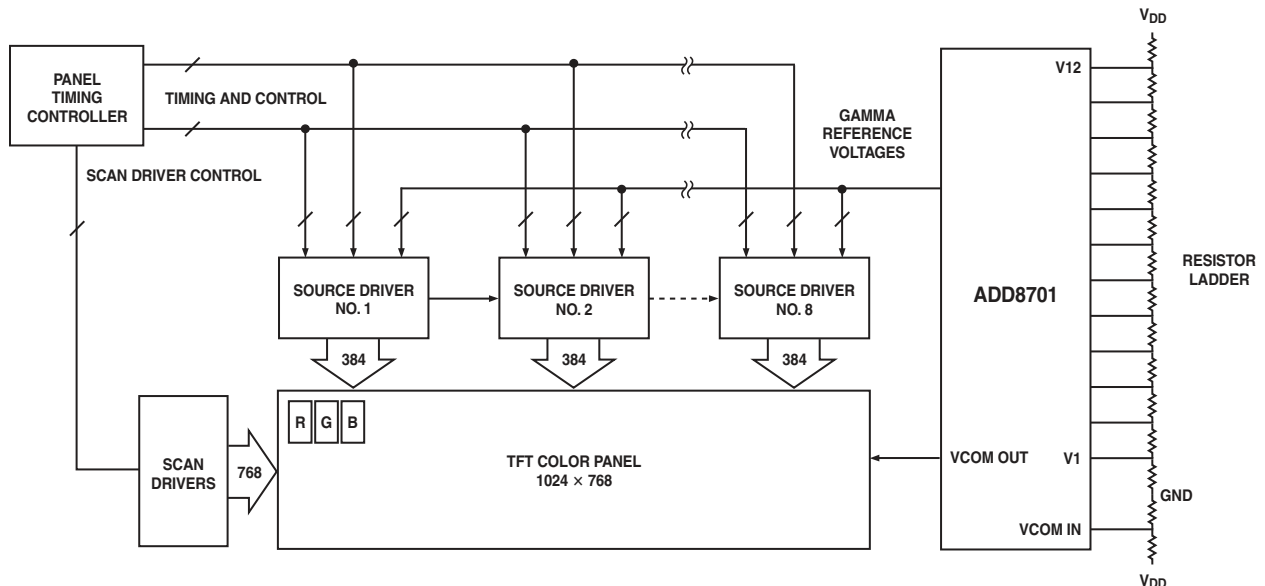 VDD
PANEL
TIMING
CONTROLLER
TIMING AND CONTROL
SCAN DRIVER CONTROL
GAMMA
REFERENCE
VOLTAGES
V12
SOURCE DRIVER
NO. 1
SOURCE DRIVER
NO. 2
SOURCE DRIVER
NO. 8
ADD8701
RESISTOR
LADDER
384
384
384
R
G
B
SCAN
DRIVERS
768
TFT COLOR PANEL
1024 × 768
VCOM OUT
V1
GND
VCOM IN
VDD